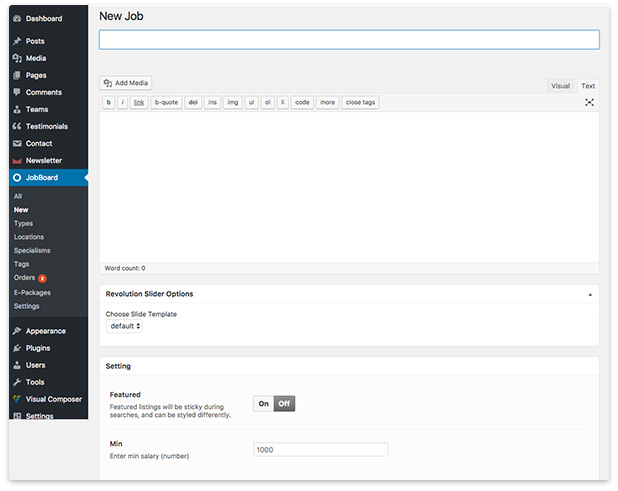 Dashboard
Posts
Media
Pages
Comments
Teams
Testimonials
Contact
Newsletter
JobBoard
All
New
Types
Locations
Specialisms
Tags
Orders 2
E-Packages
Settings
Appearance
Plugins
Users
Tools
Visual Composer
Settings
New Job
Add Media
Visual Text
b i link b-quote del ins img ul ol li code more close tags
Word count: 0
Revolution Slider Options
Choose Slide Template
default
Setting
Featured
Featured listings will be sticky during
searches, and can be styled differently.
On Off
Min
Enter min salary (number)
1000